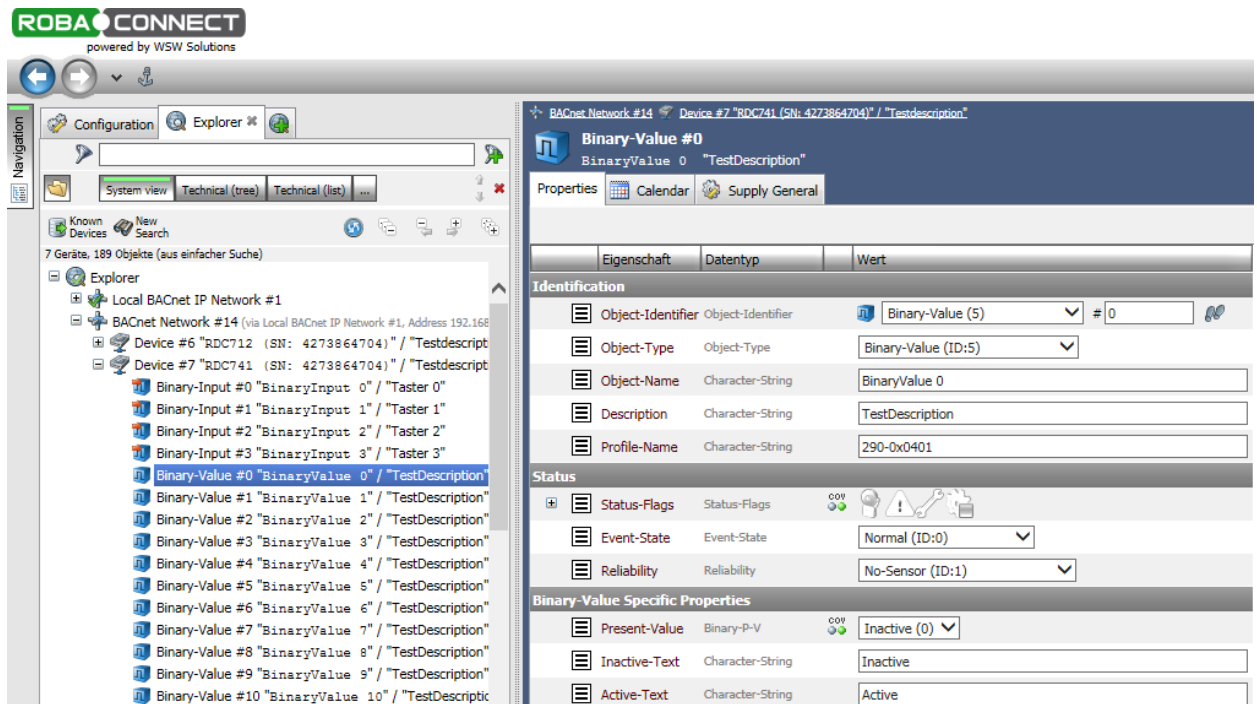 ROBA CONNECT
powered by WSW Solutions
Navigation
Configuration Explorer
System view Technical (tree) Technical (list) ...
Known Devices New Search
7 Geräte, 189 Objekte (aus einfacher Suche)
Explorer
Local BACnet IP Network #1
BACnet Network #14 (via Local BACnet IP Network #1, Address 192.168
Device #6 "RDC712 (SN: 4273864704)" / "Testdescript
Device #7 "RDC741 (SN: 4273864704)" / "Testdescript
Binary-Input #0 "BinaryInput 0" / "Taster 0"
Binary-Input #1 "BinaryInput 1" / "Taster 1"
Binary-Input #2 "BinaryInput 2" / "Taster 2"
Binary-Input #3 "BinaryInput 3" / "Taster 3"
Binary-Value #0 "BinaryValue 0" / "TestDescription"
Binary-Value #1 "BinaryValue 1" / "TestDescription"
Binary-Value #2 "BinaryValue 2" / "TestDescription"
Binary-Value #3 "BinaryValue 3" / "TestDescription"
Binary-Value #4 "BinaryValue 4" / "TestDescription"
Binary-Value #5 "BinaryValue 5" / "TestDescription"
Binary-Value #6 "BinaryValue 6" / "TestDescription"
Binary-Value #7 "BinaryValue 7" / "TestDescription"
Binary-Value #8 "BinaryValue 8" / "TestDescription"
Binary-Value #9 "BinaryValue 9" / "TestDescription"
Binary-Value #10 "BinaryValue 10" / "TestDescriptic
BACnet Network #14 Device #7 "RDC741 (SN: 4273864704)" / "Testdescription"
Binary-Value #0
BinaryValue 0 "TestDescription"
Properties Calendar Supply General
Eigenschaft Datentyp Wert
Identification
Object-Identifier Object-Identifier Binary-Value (5) # 0
Object-Type Object-Type Binary-Value (ID:5)
Object-Name Character-String BinaryValue 0
Description Character-String TestDescription
Profile-Name Character-String 290-0x0401
Status
Status-Flags Status-Flags COV
Event-State Event-State Normal (ID:0)
Reliability Reliability No-Sensor (ID:1)
Binary-Value Specific Properties
Present-Value Binary-P-V COV Inactive (0)
Inactive-Text Character-String Inactive
Active-Text Character-String Active